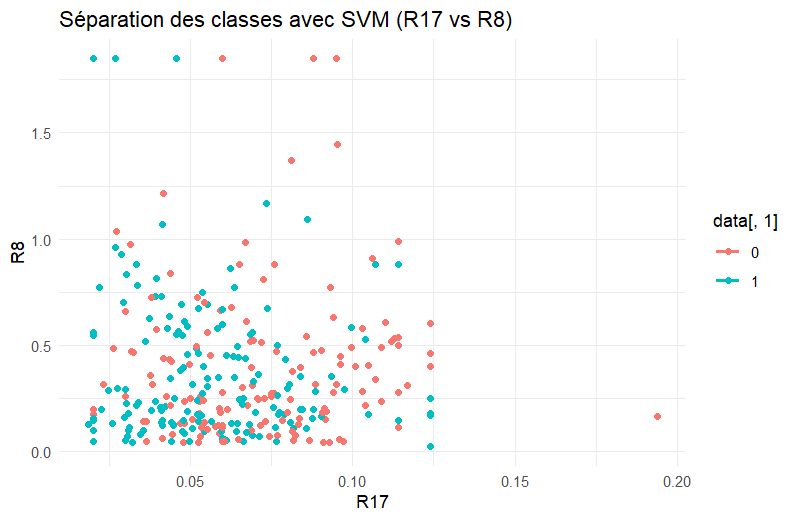 Séparation des classes avec SVM (R17 vs R8)
R8
1.5
1.0
0.5
0.0
0.05
0.10
0.15
0.20
R17
data[, 1]
0
1